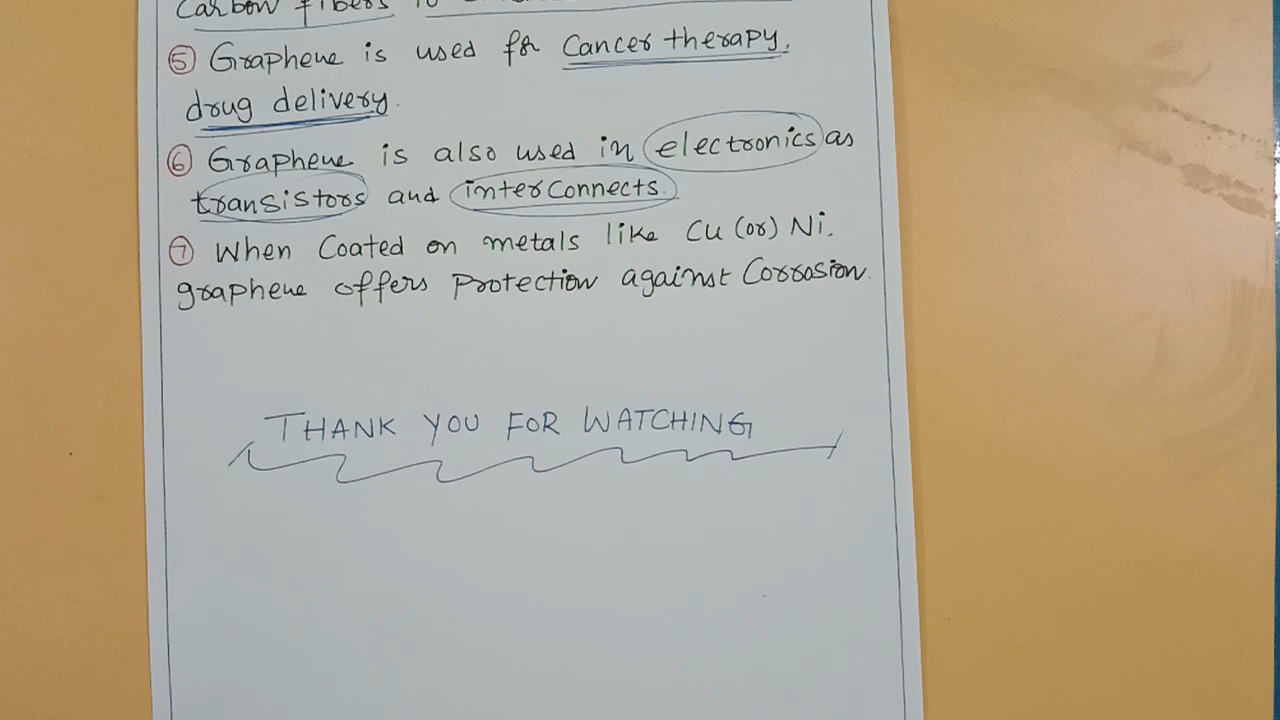 Carbon fibers
⑤ Graphene is used for Cancer therapy,
drug delivery.
⑥ Graphene is also used in electronics as
transistors and interconnects.
⑦ When Coated on metals like Cu (or) Ni.
graphene offers Protection against Corrosion.
THANK YOU FOR WATCHING